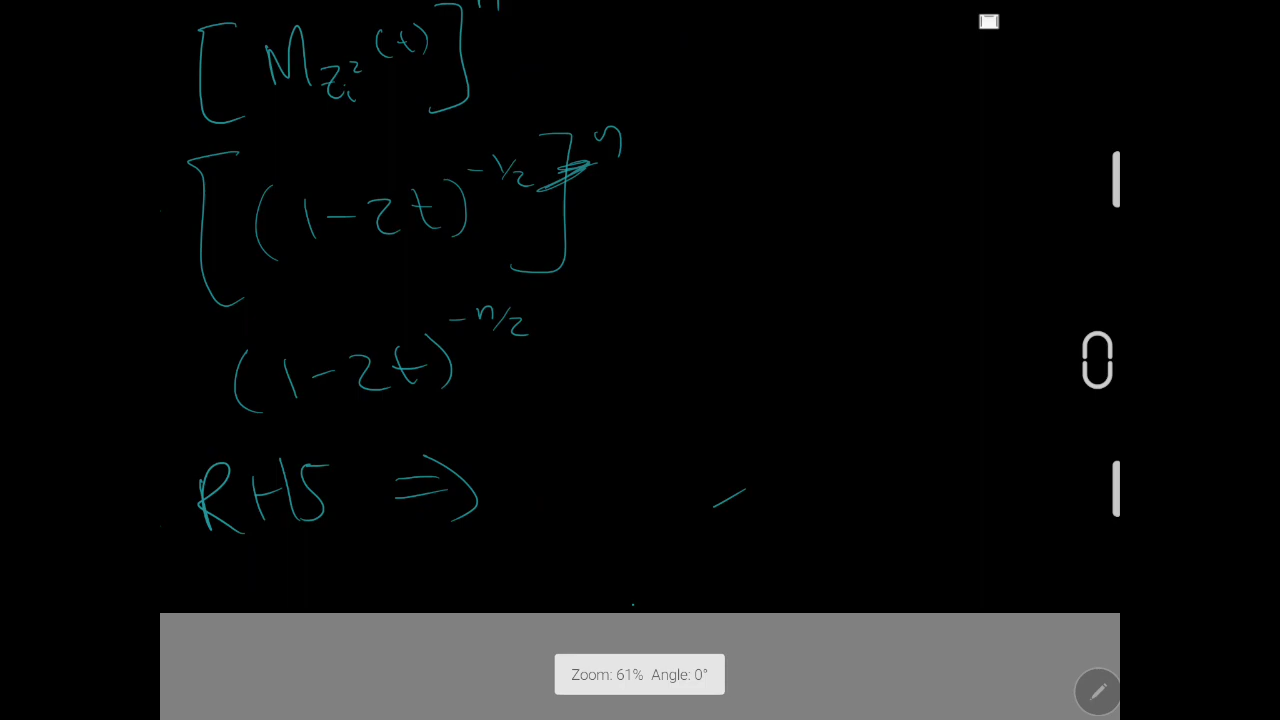 [M_{Z_i^2}(t)]^n
[(1-2t)^{-1/2}]^n
(1-2t)^{-n/2}
RHS ⇒
Zoom: 61% Angle: 0°